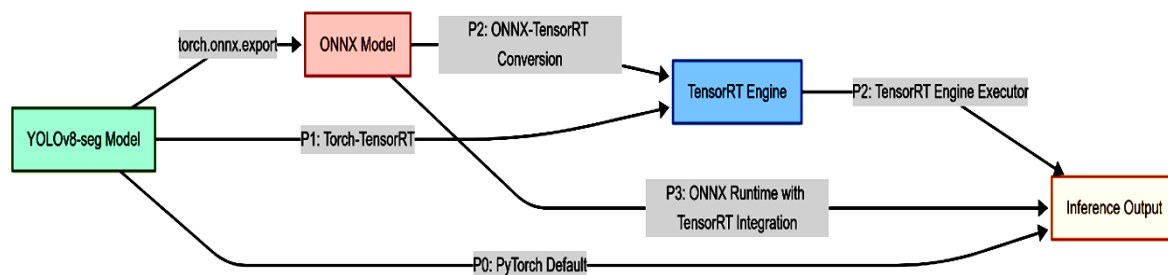 torch.onnx.export
ONNX Model
P2: ONNX-TensorRT
Conversion
TensorRT Engine
P2: TensorRT Engine Executor
YOLOv8-seg Model
P1: Torch-TensorRT
P3: ONNX Runtime with
TensorRT Integration
Inference Output
P0: PyTorch Default